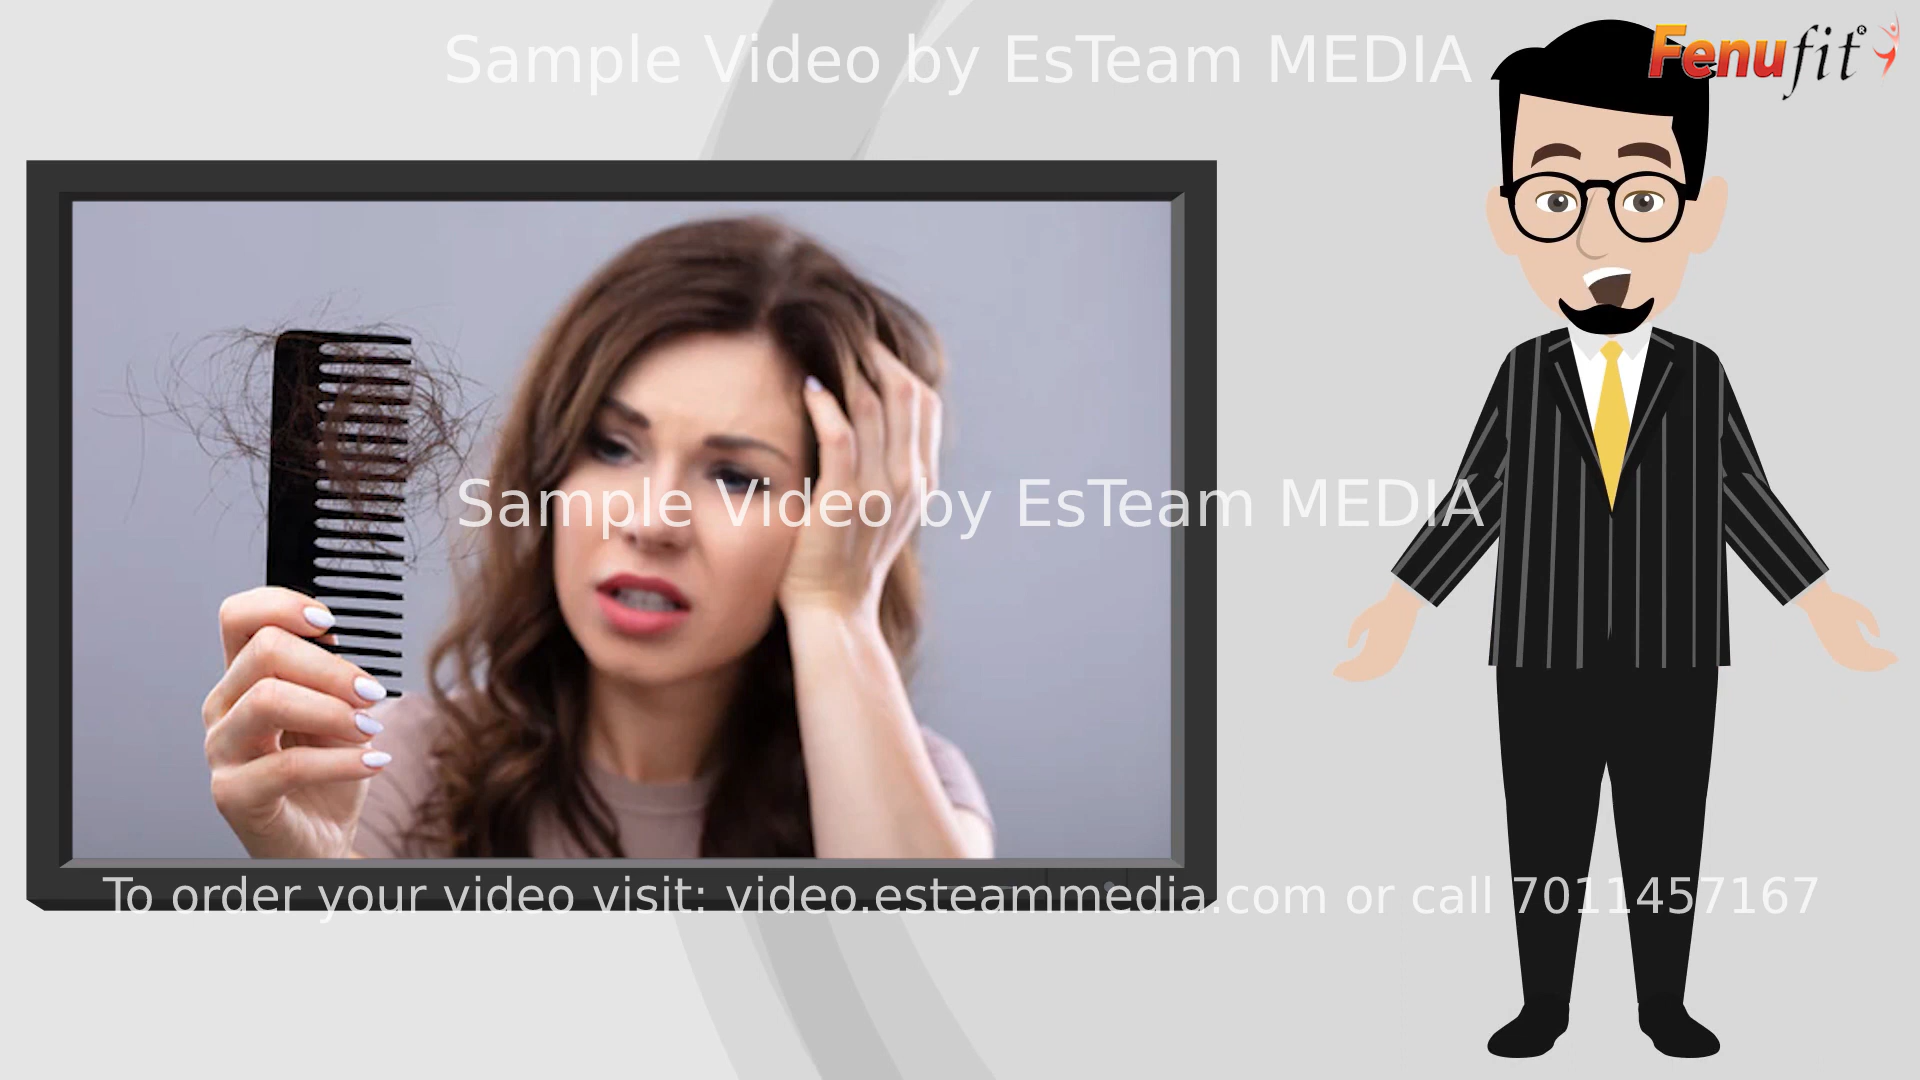 Sample Video by EsTeam MEDIA
Fenufit®
Sample Video by EsTeam MEDIA
To order your video visit: video.esteammedia.com or call 7011457167